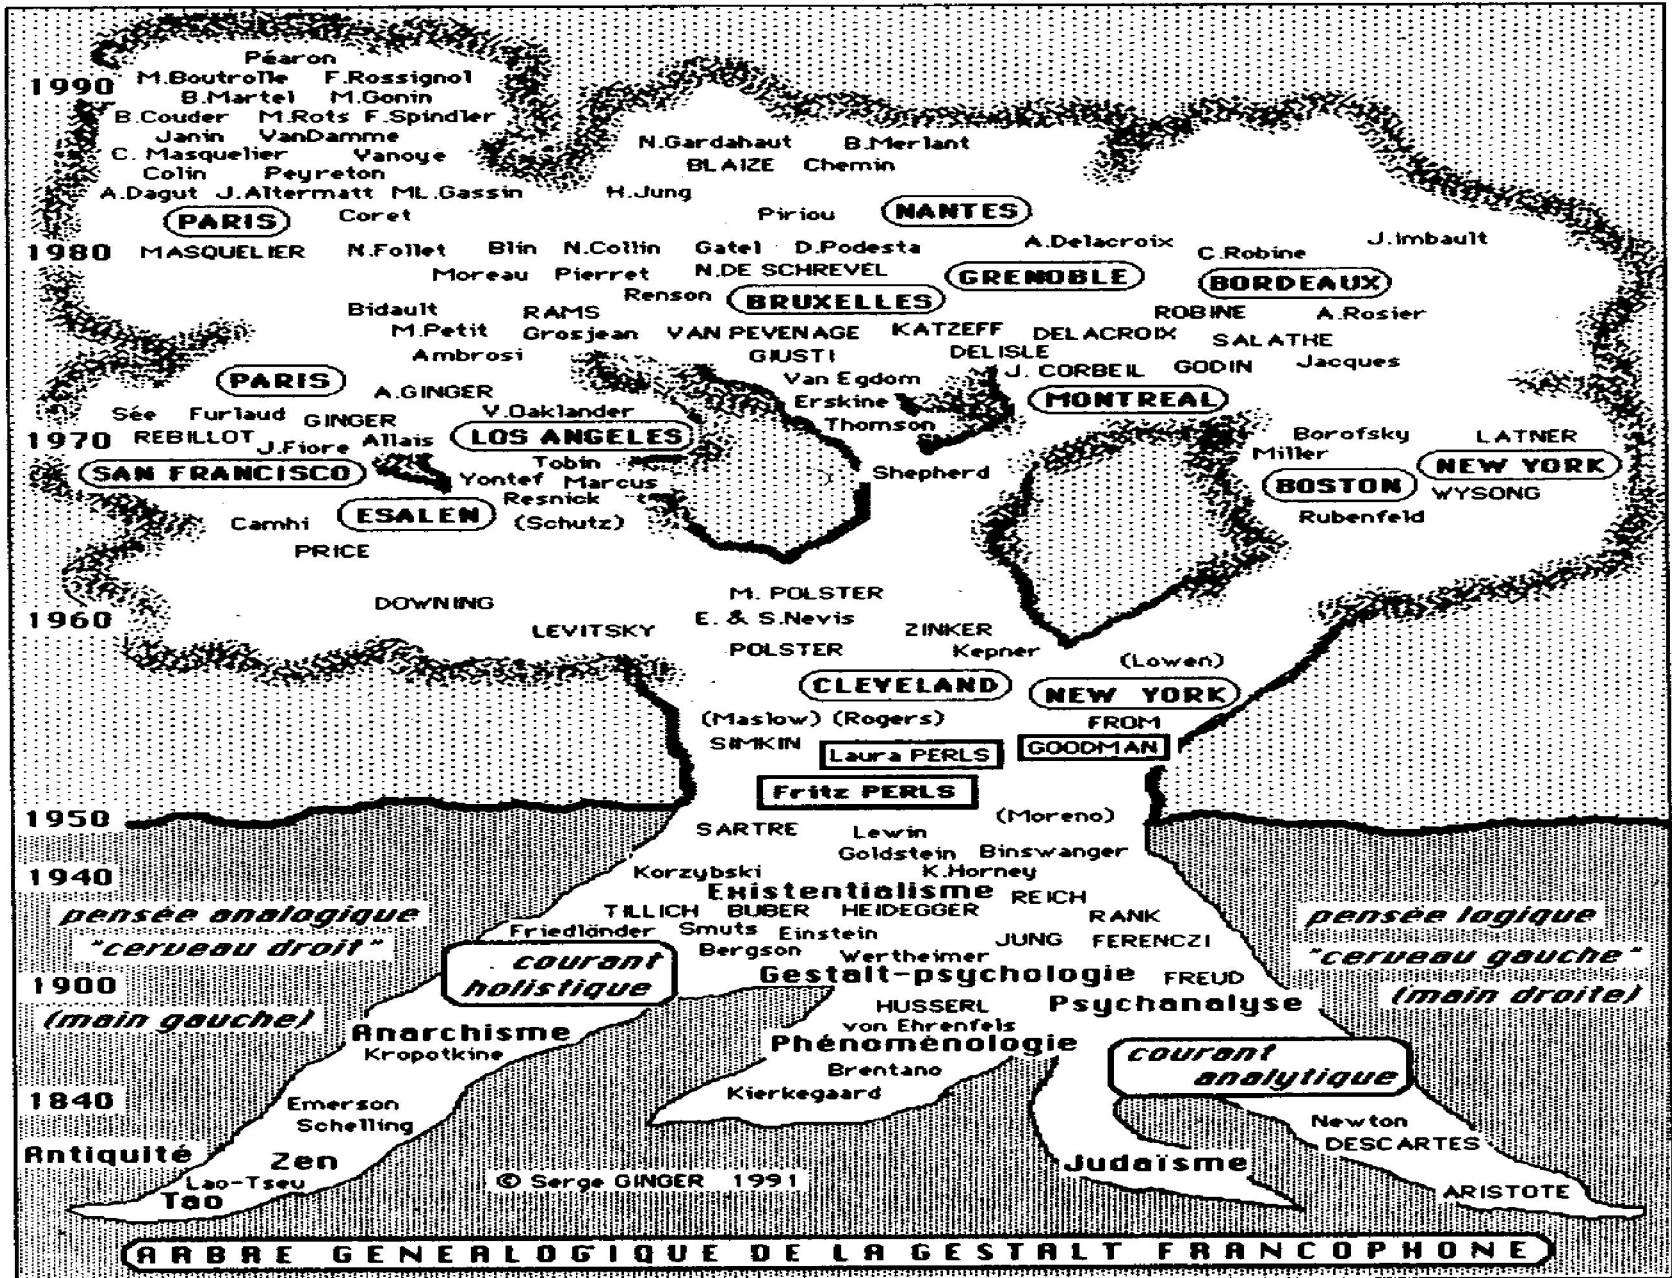 Péaron
1990 M.Boutrolle F.Rossignol
B.Martel M.Gonin
B.Couder M.Rots F.Spindler
Janin VanDamme N.Gardahaut B.Merlant
C. Masquelier Vanoye BLAIZE Chemin
Colin Peyreton
A.Dagut J.Altermatt ML.Gassin H.Jung
PARIS Coret Piriou NANTES
1980 MASQUELIER N.Follet Blin N.Collin Gatel D.Podesta A.Delacroix C.Robine J.imbault
Moreau Pierret N.DE SCHREVEL GRENOBLE BORDEAUX
Renson BRUXELLES
Bidault RAMS ROBINE A.Rosier
M.Petit Grosjean VAN PEVENAGE KATZEFF DELACROIX SALATHE
Ambrosi GIUSTI DELISLE
PARIS A.GINGER Van Egdom J. CORBEIL GODIN Jacques
Erskine MONTREAL
Sée Furlaud GINGER V.Oaklander Thomson
1970 REBILLOT J.Fiore Allais LOS ANGELES Borofsky LATNER
SAN FRANCISCO Tobin Shepherd Miller NEW YORK
Yontef Marcus BOSTON WYSONG
ESALEN Resnick
Camhi (Schutz) Rubenfeld
PRICE
DOWNING M. POLSTER
1960 LEVITSKY E. & S.Nevis ZINKER
POLSTER Kepner (Lowen)
CLEVELAND NEW YORK
(Maslow) (Rogers) FROM
SIMKIN Laura PERLS GOODMAN
Fritz PERLS
1950 SARTRE Lewin (Moreno)
Goldstein Binswanger
1940 Korzybski K.Horney
Existentialisme REICH
pensée analogique TILLICH BUBER HEIDEGGER RANK pensée logique
"cerveau droit" Friedländer Smuts Einstein JUNG FERENCZI "cerveau gauche"
courant holistique Bergson Wertheimer
1900 Gestalt-psychologie FREUD
(main gauche) HUSSERL Psychanalyse (main droite)
Anarchisme von Ehrenfels
Kropotkine Phénoménologie courant analytique
1840 Brentano
Emerson Kierkegaard
Schelling Newton
Antiquité Zen Judaïsme DESCARTES
Lao-Tseu © Serge GINGER 1991
Tao ARISTOTE
ARBRE GENEALOGIQUE DE LA GESTALT FRANCOPHONE